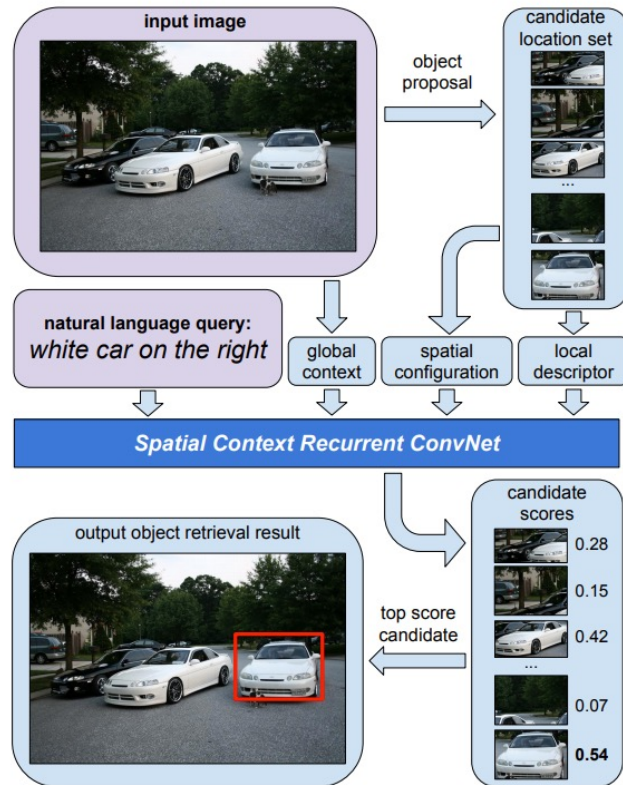 input image
object
proposal
candidate
location set
...
natural language query:
white car on the right
global
context
spatial
configuration
local
descriptor
Spatial Context Recurrent ConvNet
output object retrieval result
top score
candidate
candidate
scores
0.28
0.15
0.42
...
0.07
0.54